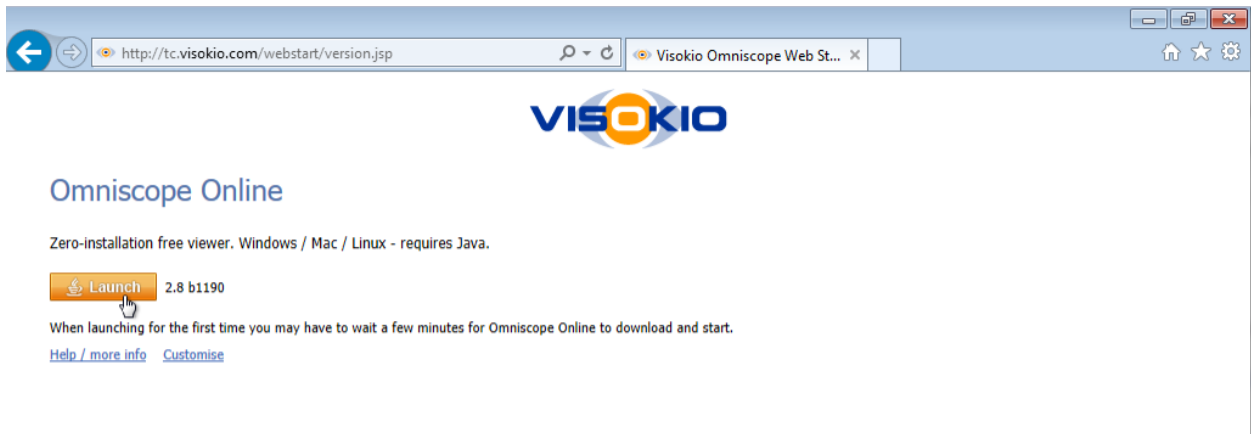 http://tc.visokio.com/webstart/version.jsp
Visokio Omniscope Web St...
VISOKIO
Omniscope Online
Zero-installation free viewer. Windows / Mac / Linux - requires Java.
Launch 2.8 b1190
When launching for the first time you may have to wait a few minutes for Omniscope Online to download and start.
Help / more info Customise